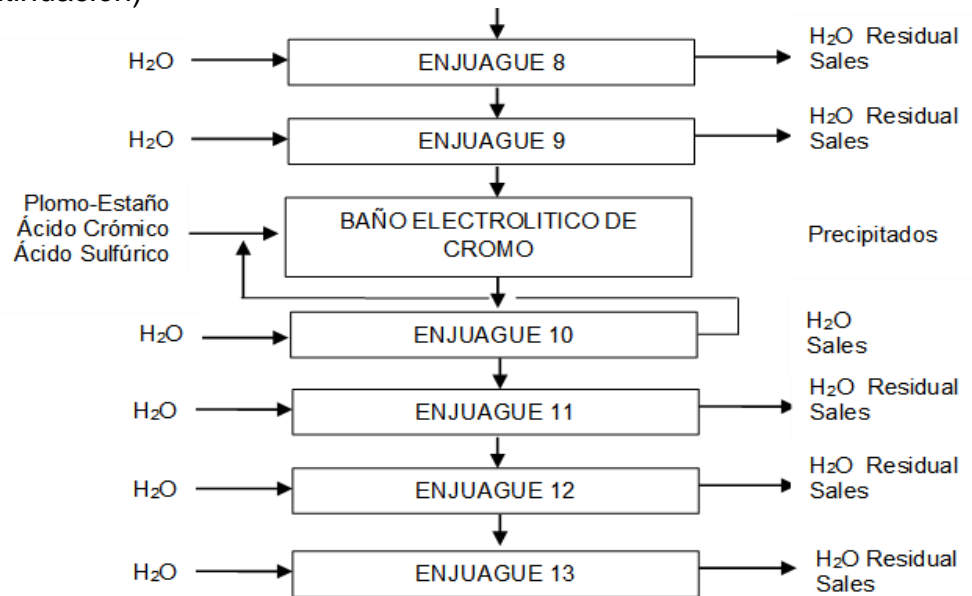 H₂O
ENJUAGUE 8
H₂O Residual
Sales
H₂O
ENJUAGUE 9
H₂O Residual
Sales
Plomo-Estaño
Ácido Crómico
Ácido Sulfúrico
BAÑO ELECTROLITICO DE
CROMO
Precipitados
H₂O
ENJUAGUE 10
H₂O
Sales
H₂O
ENJUAGUE 11
H₂O Residual
Sales
H₂O
ENJUAGUE 12
H₂O Residual
Sales
H₂O
ENJUAGUE 13
H₂O Residual
Sales